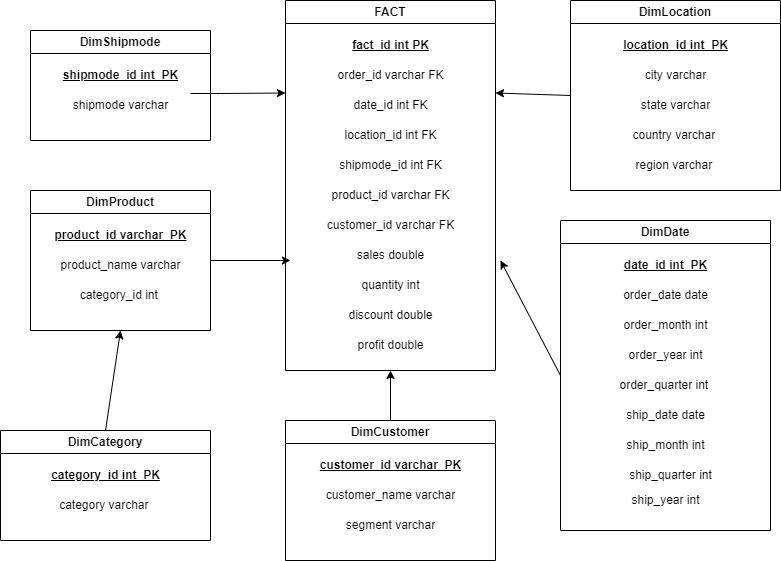 DimShipmode
shipmode_id int PK
shipmode varchar
FACT
fact_id int PK
order_id varchar FK
date_id int FK
location_id int FK
shipmode_id int FK
product_id varchar FK
customer_id varchar FK
sales double
quantity int
discount double
profit double
DimLocation
location_id int PK
city varchar
state varchar
country varchar
region varchar
DimProduct
product_id varchar PK
product_name varchar
category_id int
DimDate
date_id int PK
order_date date
order_month int
order_year int
order_quarter int
ship_date date
ship_month int
ship_quarter int
ship_year int
DimCategory
category_id int PK
category varchar
DimCustomer
customer_id varchar PK
customer_name varchar
segment varchar